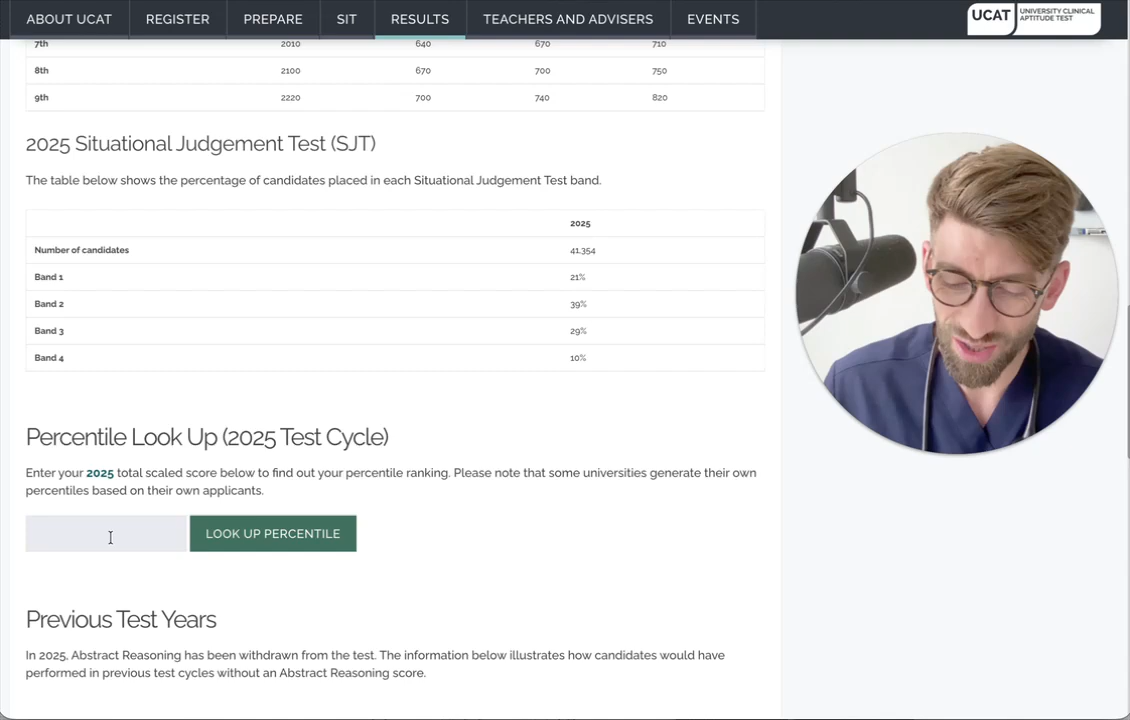 ABOUT UCAT REGISTER PREPARE SIT RESULTS TEACHERS AND ADVISERS EVENTS
UCAT UNIVERSITY CLINICAL
APTITUDE TEST
7th 2010 640 670 710
8th 2100 670 700 750
9th 2220 700 740 820
2025 Situational Judgement Test (SJT)
The table below shows the percentage of candidates placed in each Situational Judgement Test band.
2025
Number of candidates 41,354
Band 1 21%
Band 2 39%
Band 3 29%
Band 4 10%
Percentile Look Up (2025 Test Cycle)
Enter your 2025 total scaled score below to find out your percentile ranking. Please note that some universities generate their own
percentiles based on their own applicants.
LOOK UP PERCENTILE
Previous Test Years
In 2025, Abstract Reasoning has been withdrawn from the test. The information below illustrates how candidates would have
performed in previous test cycles without an Abstract Reasoning score.